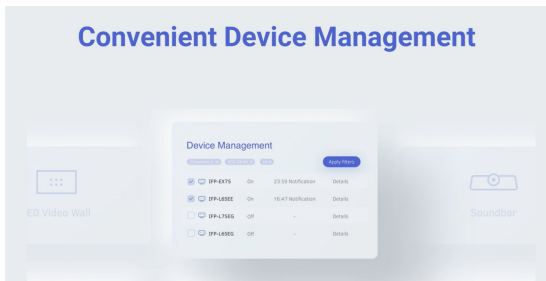 Convenient Device Management
Device Management
Apply filters
IFP-EX75 On 23:59 Notification Details
IFP-L65EE On 16:47 Notification Details
IFP-L75EG Off - Details
IFP-L65EG Off - Details
ED Video Wall
Soundbar